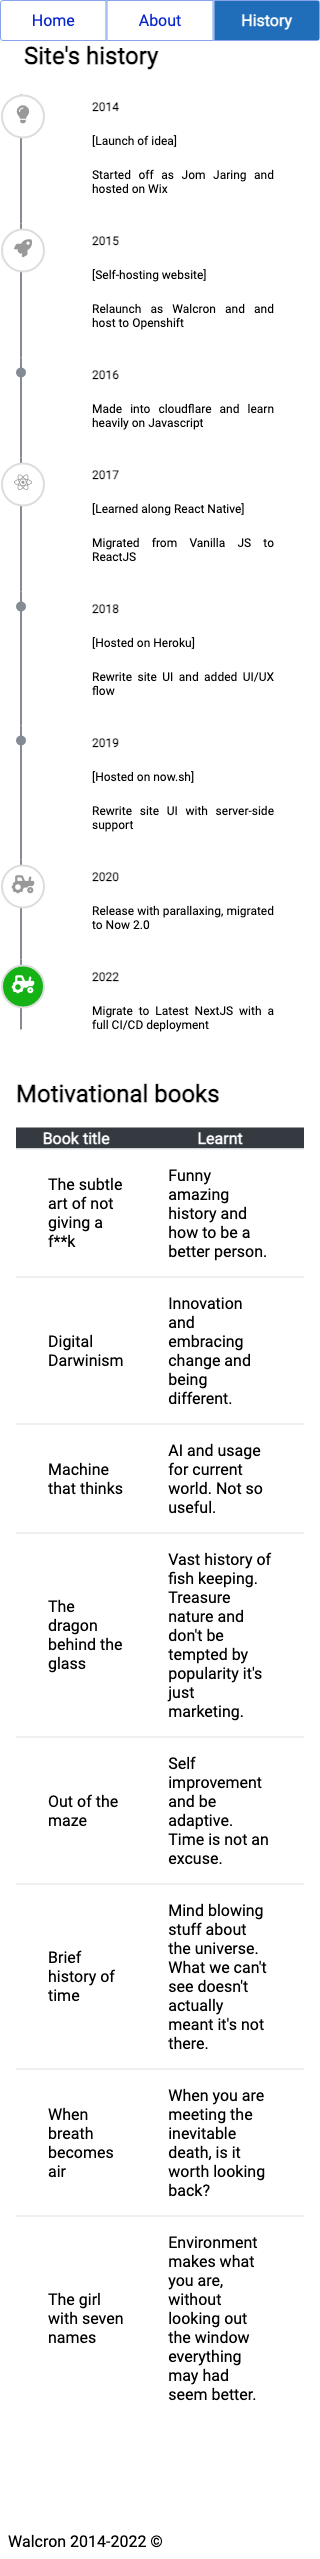 Home About History
Site's history
2014
[Launch of idea]
Started off as Jom Jaring and
hosted on Wix
2015
[Self-hosting website]
Relaunch as Walcron and and
host to Openshift
2016
Made into cloudflare and learn
heavily on Javascript
2017
[Learned along React Native]
Migrated from Vanilla JS to
ReactJS
2018
[Hosted on Heroku]
Rewrite site UI and added UI/UX
flow
2019
[Hosted on now.sh]
Rewrite site UI with server-side
support
2020
Release with parallaxing, migrated
to Now 2.0
2022
Migrate to Latest NextJS with a
full CI/CD deployment
Motivational books
Book title Learnt
The subtle
art of not
giving a
f**k
Funny
amazing
history and
how to be a
better person.
Digital
Darwinism
Innovation
and
embracing
change and
being
different.
Machine
that thinks
AI and usage
for current
world. Not so
useful.
The
dragon
behind the
glass
Vast history of
fish keeping.
Treasure
nature and
don't be
tempted by
popularity it's
just
marketing.
Out of the
maze
Self
improvement
and be
adaptive.
Time is not an
excuse.
Brief
history of
time
Mind blowing
stuff about
the universe.
What we can't
see doesn't
actually
meant it's not
there.
When
breath
becomes
air
When you are
meeting the
inevitable
death, is it
worth looking
back?
The girl
with seven
names
Environment
makes what
you are,
without
looking out
the window
everything
may had
seem better.
Walcron 2014-2022 ©